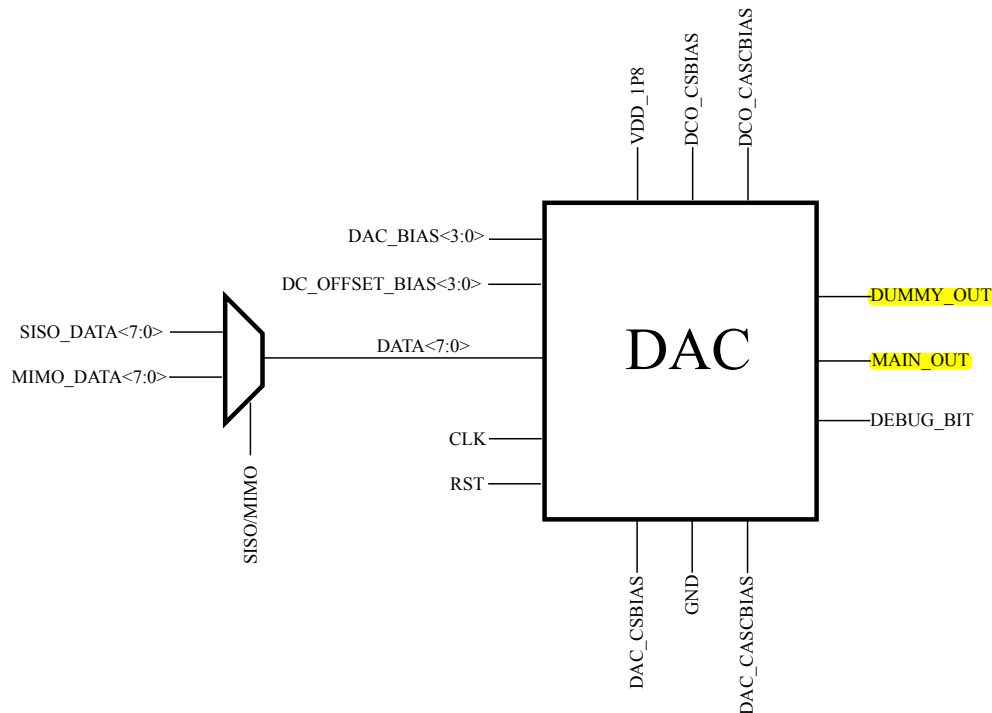 VDD_1P8
DCO_CSBIAS
DCO_CASCBIAS
DAC_BIAS<3:0>
DC_OFFSET_BIAS<3:0>
SISO_DATA<7:0>
MIMO_DATA<7:0>
DATA<7:0>
SISO/MIMO
CLK
RST
DAC
DUMMY_OUT
MAIN_OUT
DEBUG_BIT
DAC_CSBIAS
GND
DAC_CASCBIAS